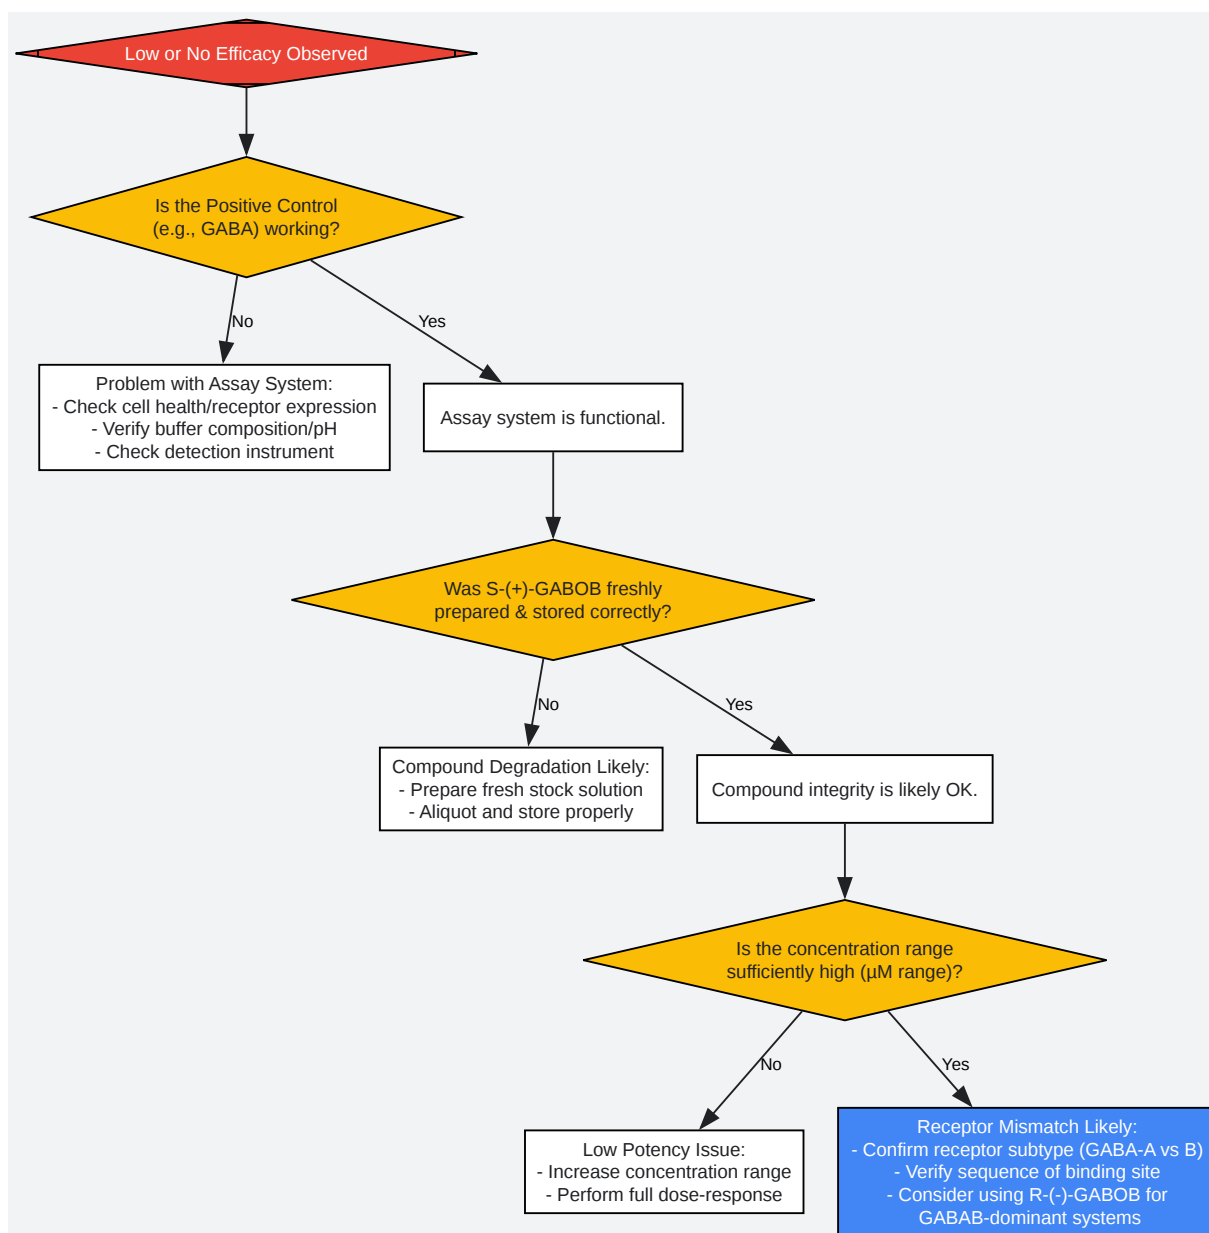 Low or No Efficacy Observed
Is the Positive Control
(e.g., GABA) working?
No
Yes
Problem with Assay System:
- Check cell health/receptor expression
- Verify buffer composition/pH
- Check detection instrument
Assay system is functional.
Was S-(+)-GABOB freshly
prepared & stored correctly?
No
Yes
Compound Degradation Likely:
- Prepare fresh stock solution
- Aliquot and store properly
Compound integrity is likely OK.
Is the concentration range
sufficiently high (µM range)?
No
Yes
Low Potency Issue:
- Increase concentration range
- Perform full dose-response
Receptor Mismatch Likely:
- Confirm receptor subtype (GABA-A vs B)
- Verify sequence of binding site
- Consider using R-(-)-GABOB for
GABAB-dominant systems